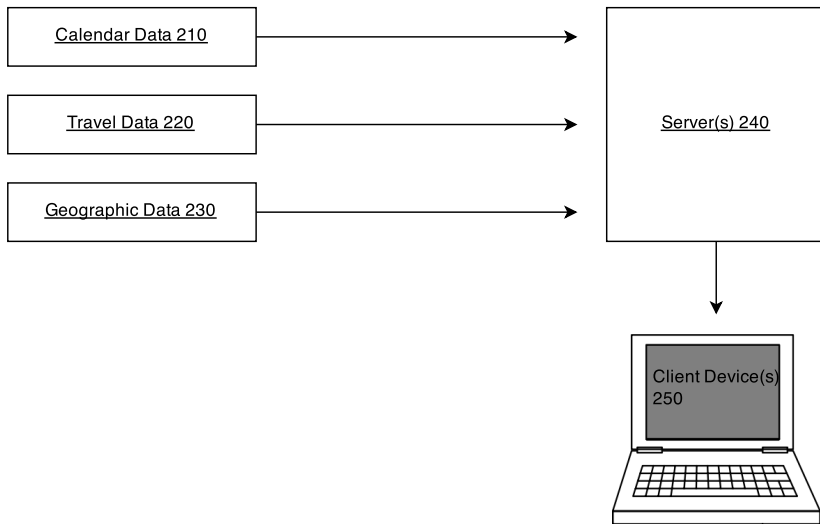 Calendar Data 210
Travel Data 220
Server(s) 240
Geographic Data 230
Client Device(s)
250